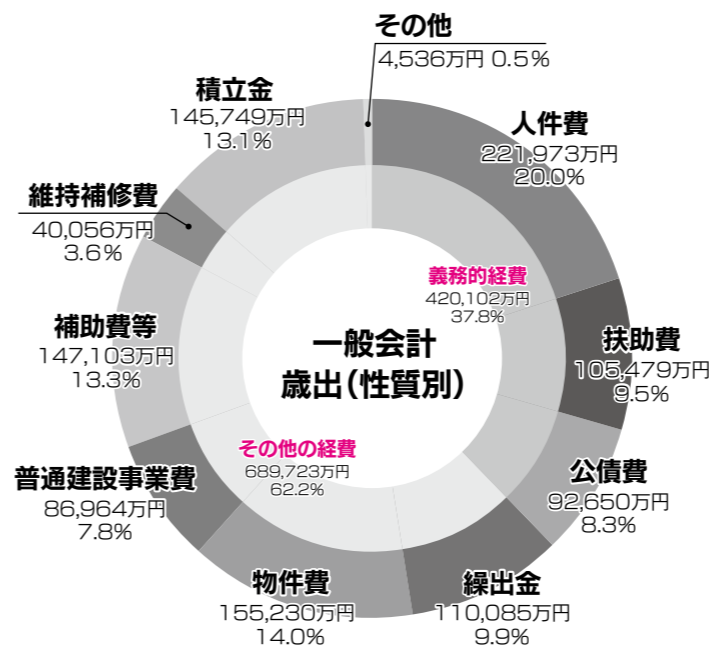 その他
4,536万円 0.5%
人件費
221,973万円
20.0%
扶助費
105,479万円
9.5%
公債費
92,650万円
8.3%
繰出金
110,085万円
9.9%
物件費
155,230万円
14.0%
普通建設事業費
86,964万円
7.8%
補助費等
147,103万円
13.3%
維持補修費
40,056万円
3.6%
積立金
145,749万円
13.1%
義務的経費
420,102万円
37.8%
一般会計
歳出(性質別)
その他の経費
689,723万円
62.2%